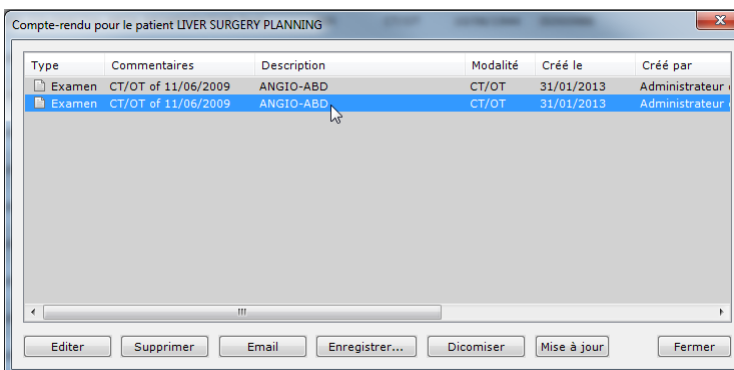 Compte-rendu pour le patient LIVER SURGERY PLANNING
Type Commentaires Description Modalité Créé le Créé par
Examen CT/OT of 11/06/2009 ANGIO-ABD CT/OT 31/01/2013 Administrateur
Examen CT/OT of 11/06/2009 ANGIO-ABD CT/OT 31/01/2013 Administrateur
Editer Supprimer Email Enregistrer... Dicomiser Mise à jour Fermer